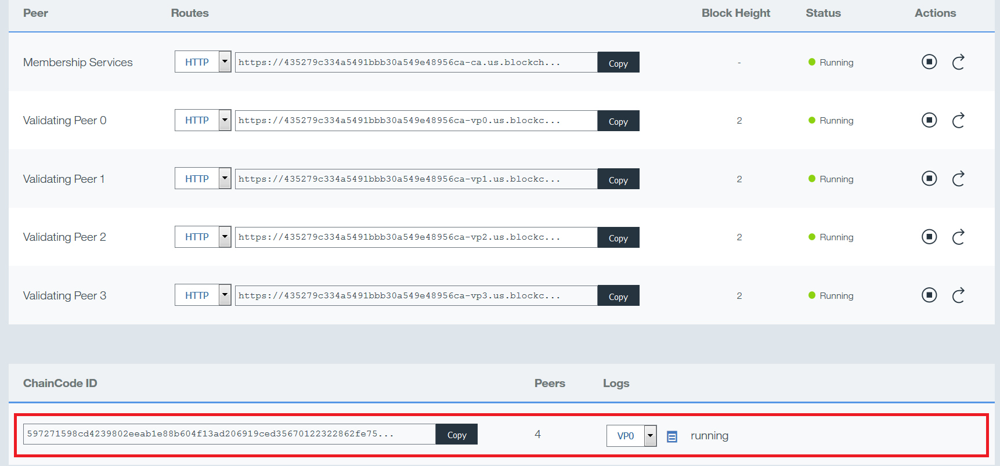 Peer Routes Block Height Status Actions
Membership Services HTTP https://435279c334a5491bbb30a549e48956ca-ca.us.blockch... Copy - Running
Validating Peer 0 HTTP https://435279c334a5491bbb30a549e48956ca-vp0.us.blockc... Copy 2 Running
Validating Peer 1 HTTP https://435279c334a5491bbb30a549e48956ca-vp1.us.blockc... Copy 2 Running
Validating Peer 2 HTTP https://435279c334a5491bbb30a549e48956ca-vp2.us.blockc... Copy 2 Running
Validating Peer 3 HTTP https://435279c334a5491bbb30a549e48956ca-vp3.us.blockc... Copy 2 Running
ChainCode ID Peers Logs
597271598cd4239802eeab1e88b604f13ad206919ced35670122322862fe75... Copy 4 VP0 running